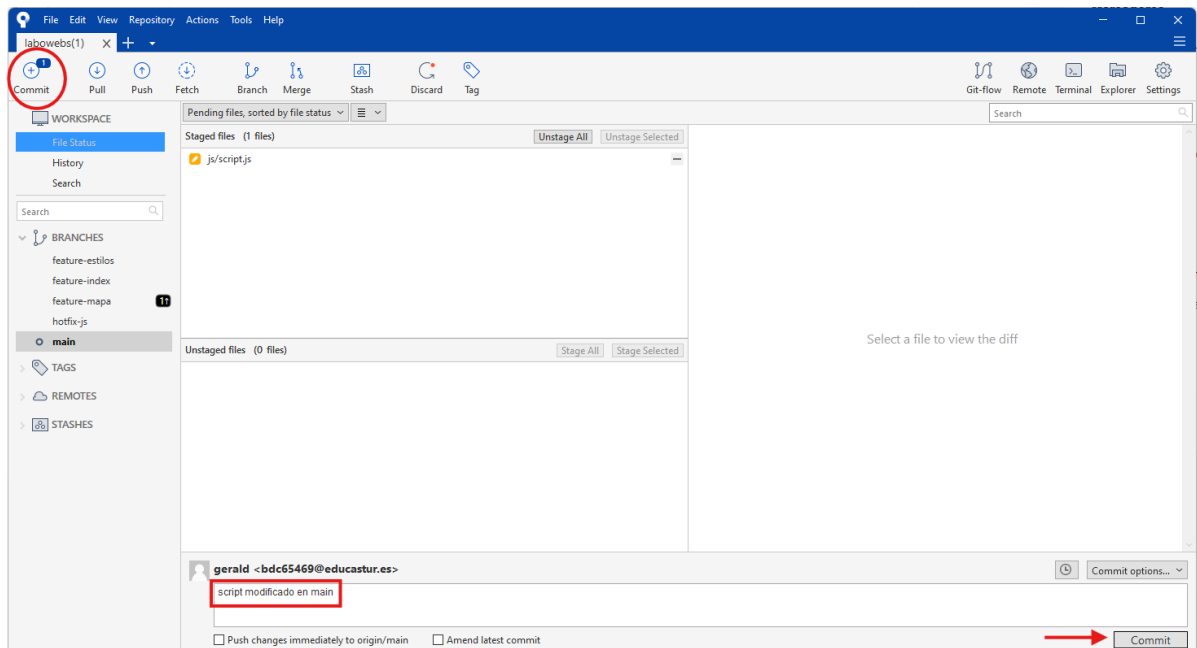 File Edit View Repository Actions Tools Help
labowebs(1)
1
Commit Pull Push Fetch Branch Merge Stash Discard Tag Git-flow Remote Terminal Explorer Settings
WORKSPACE
File Status
History
Search
Search
BRANCHES
feature-estilos
feature-index
feature-mapa 1↑
hotfix-js
main
TAGS
REMOTES
STASHES
Pending files, sorted by file status
Search
Staged files (1 files) Unstage All Unstage Selected
js/script.js
Unstaged files (0 files) Stage All Stage Selected
Select a file to view the diff
gerald <bdc65469@educastur.es> Commit options...
script modificado en main
Push changes immediately to origin/main Amend latest commit Commit